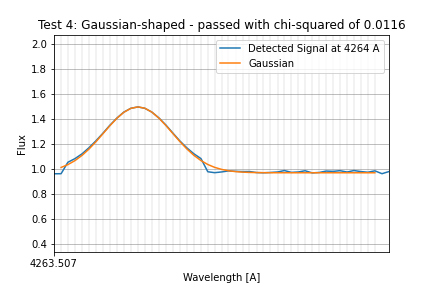 Test 4: Gaussian-shaped - passed with chi-squared of 0.0116
Detected Signal at 4264 A
Gaussian
2.0
1.8
1.6
1.4
1.2
1.0
0.8
0.6
0.4
Flux
4263.507
Wavelength [A]